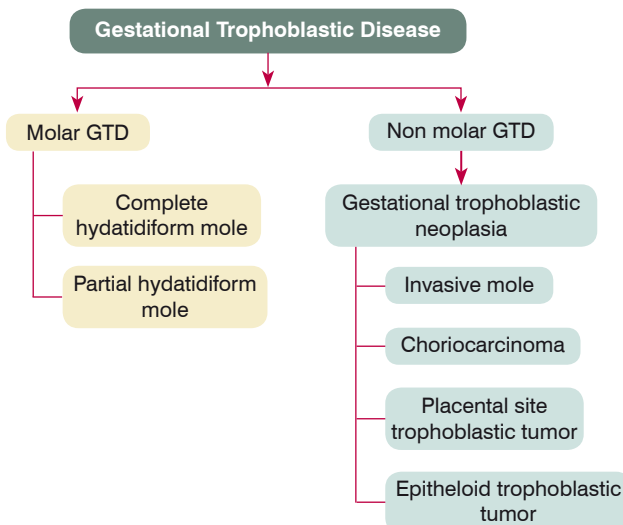 Gestational Trophoblastic Disease
Molar GTD
Complete
hydatidiform mole
Partial hydatidiform
mole
Non molar GTD
Gestational trophoblastic
neoplasia
Invasive mole
Choriocarcinoma
Placental site
trophoblastic tumor
Epitheloid trophoblastic
tumor